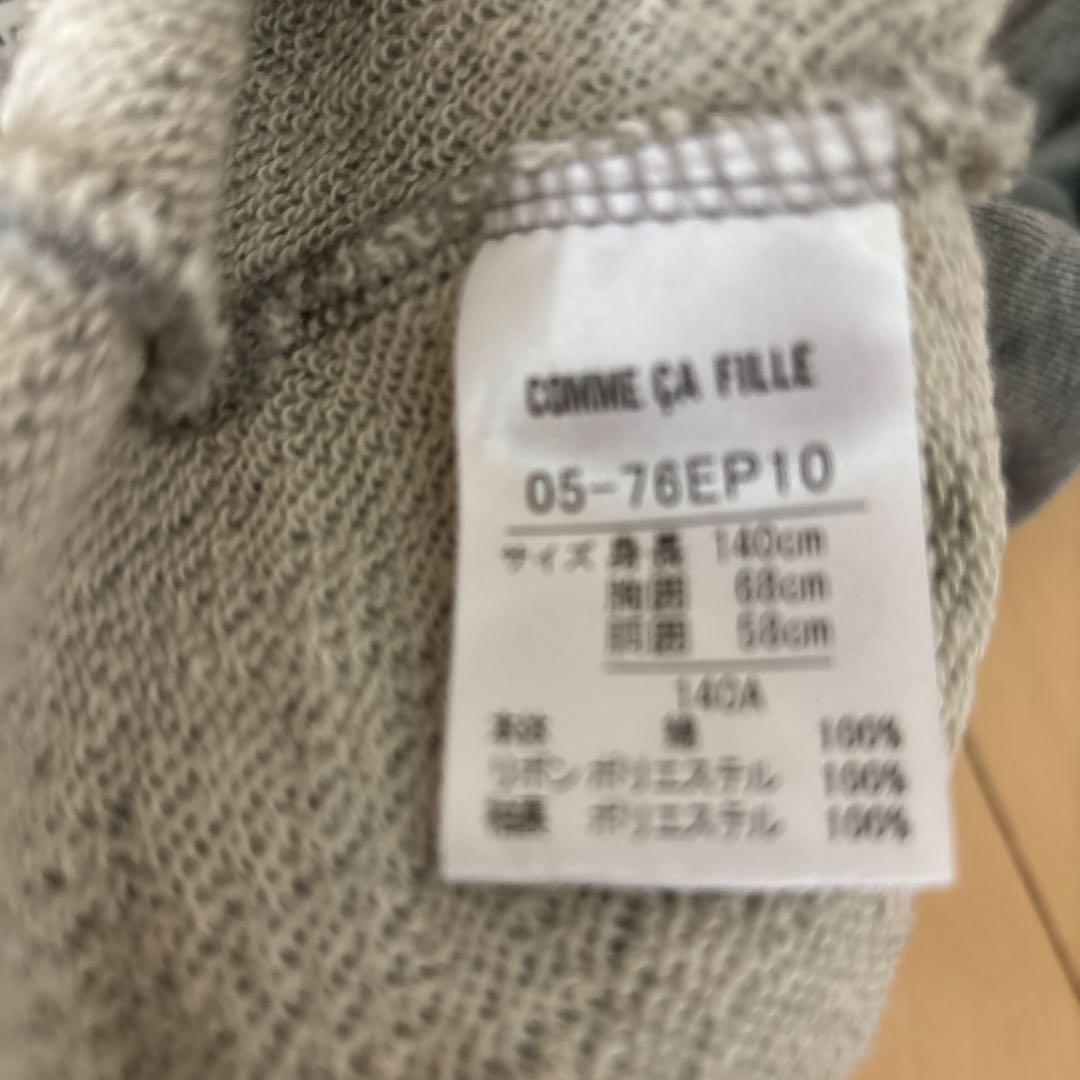 COMME ÇA FILLE
05-76EP10
サイズ 身長 140cm
胸囲 68cm
胴囲 58cm
140A
本体 綿 100%
リボン ポリエステル 100%
ポリエステル 100%